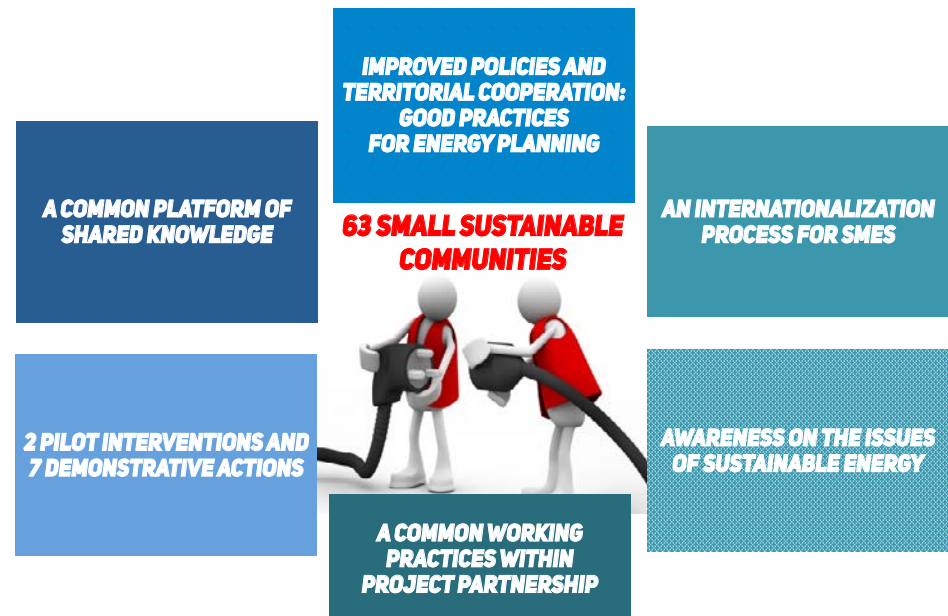 IMPROVED POLICIES AND
TERRITORIAL COOPERATION:
GOOD PRACTICES
FOR ENERGY PLANNING
A COMMON PLATFORM OF
SHARED KNOWLEDGE
AN INTERNATIONALIZATION
PROCESS FOR SMES
63 SMALL SUSTAINABLE
COMMUNITIES
2 PILOT INTERVENTIONS AND
7 DEMONSTRATIVE ACTIONS
AWARENESS ON THE ISSUES
OF SUSTAINABLE ENERGY
A COMMON WORKING
PRACTICES WITHIN
PROJECT PARTNERSHIP